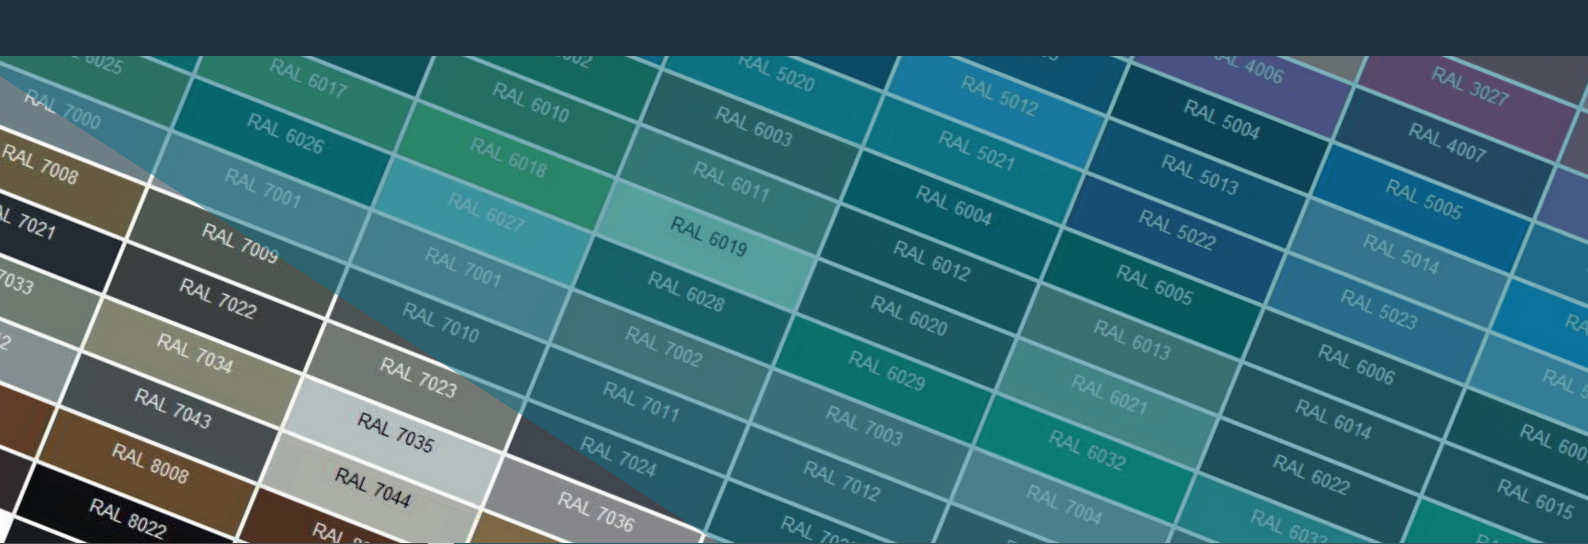 RAL 6017
RAL 6010
RAL 5020
RAL 5012
RAL 4006
RAL 3027
RAL 7000
RAL 6026
RAL 6018
RAL 6003
RAL 5021
RAL 5004
RAL 4007
RAL 7008
RAL 7001
RAL 6027
RAL 6011
RAL 6004
RAL 5013
RAL 5005
7021
RAL 7009
RAL 7001
RAL 6019
RAL 6012
RAL 5022
RAL 5014
7033
RAL 7022
RAL 7010
RAL 6028
RAL 6020
RAL 6005
RAL 5023
RAL 7034
RAL 7023
RAL 7011
RAL 7002
RAL 6029
RAL 6013
RAL 6006
RAL 7043
RAL 7035
RAL 7024
RAL 7003
RAL 6021
RAL 6014
RAL 8008
RAL 7044
RAL 7036
RAL 7012
RAL 6032
RAL 6022
RAL 6015
RAL 8022
RAL
RAL
RAL 7004
RAL 6033